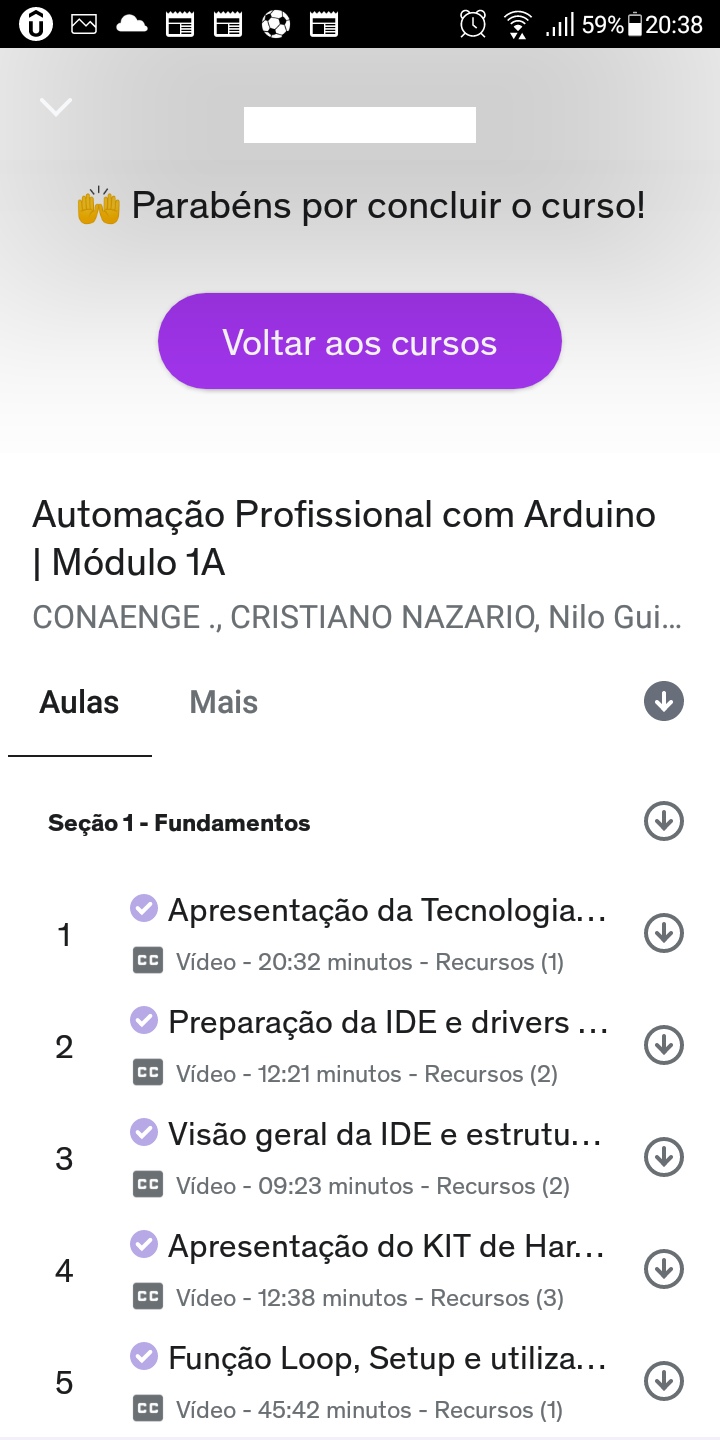 59% 20:38
🙌 Parabéns por concluir o curso!
Voltar aos cursos
Automação Profissional com Arduino
| Módulo 1A
CONAENGE ., CRISTIANO NAZARIO, Nilo Gui...
Aulas Mais
Seção 1 - Fundamentos
1
Apresentação da Tecnologia...
CC Vídeo - 20:32 minutos - Recursos (1)
2
Preparação da IDE e drivers ...
CC Vídeo - 12:21 minutos - Recursos (2)
3
Visão geral da IDE e estrutu...
CC Vídeo - 09:23 minutos - Recursos (2)
4
Apresentação do KIT de Har...
CC Vídeo - 12:38 minutos - Recursos (3)
5
Função Loop, Setup e utiliza...
CC Vídeo - 45:42 minutos - Recursos (1)